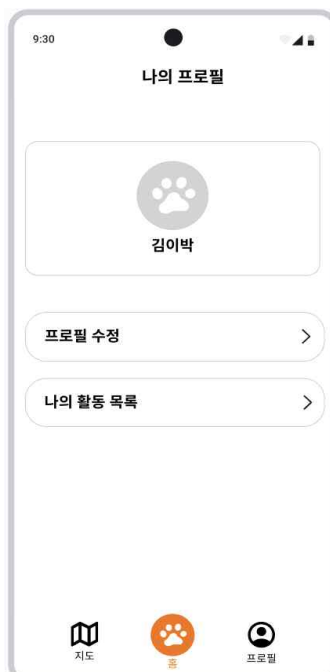 9:30
나의 프로필
김이박
프로필 수정
나의 활동 목록
지도
홈
프로필